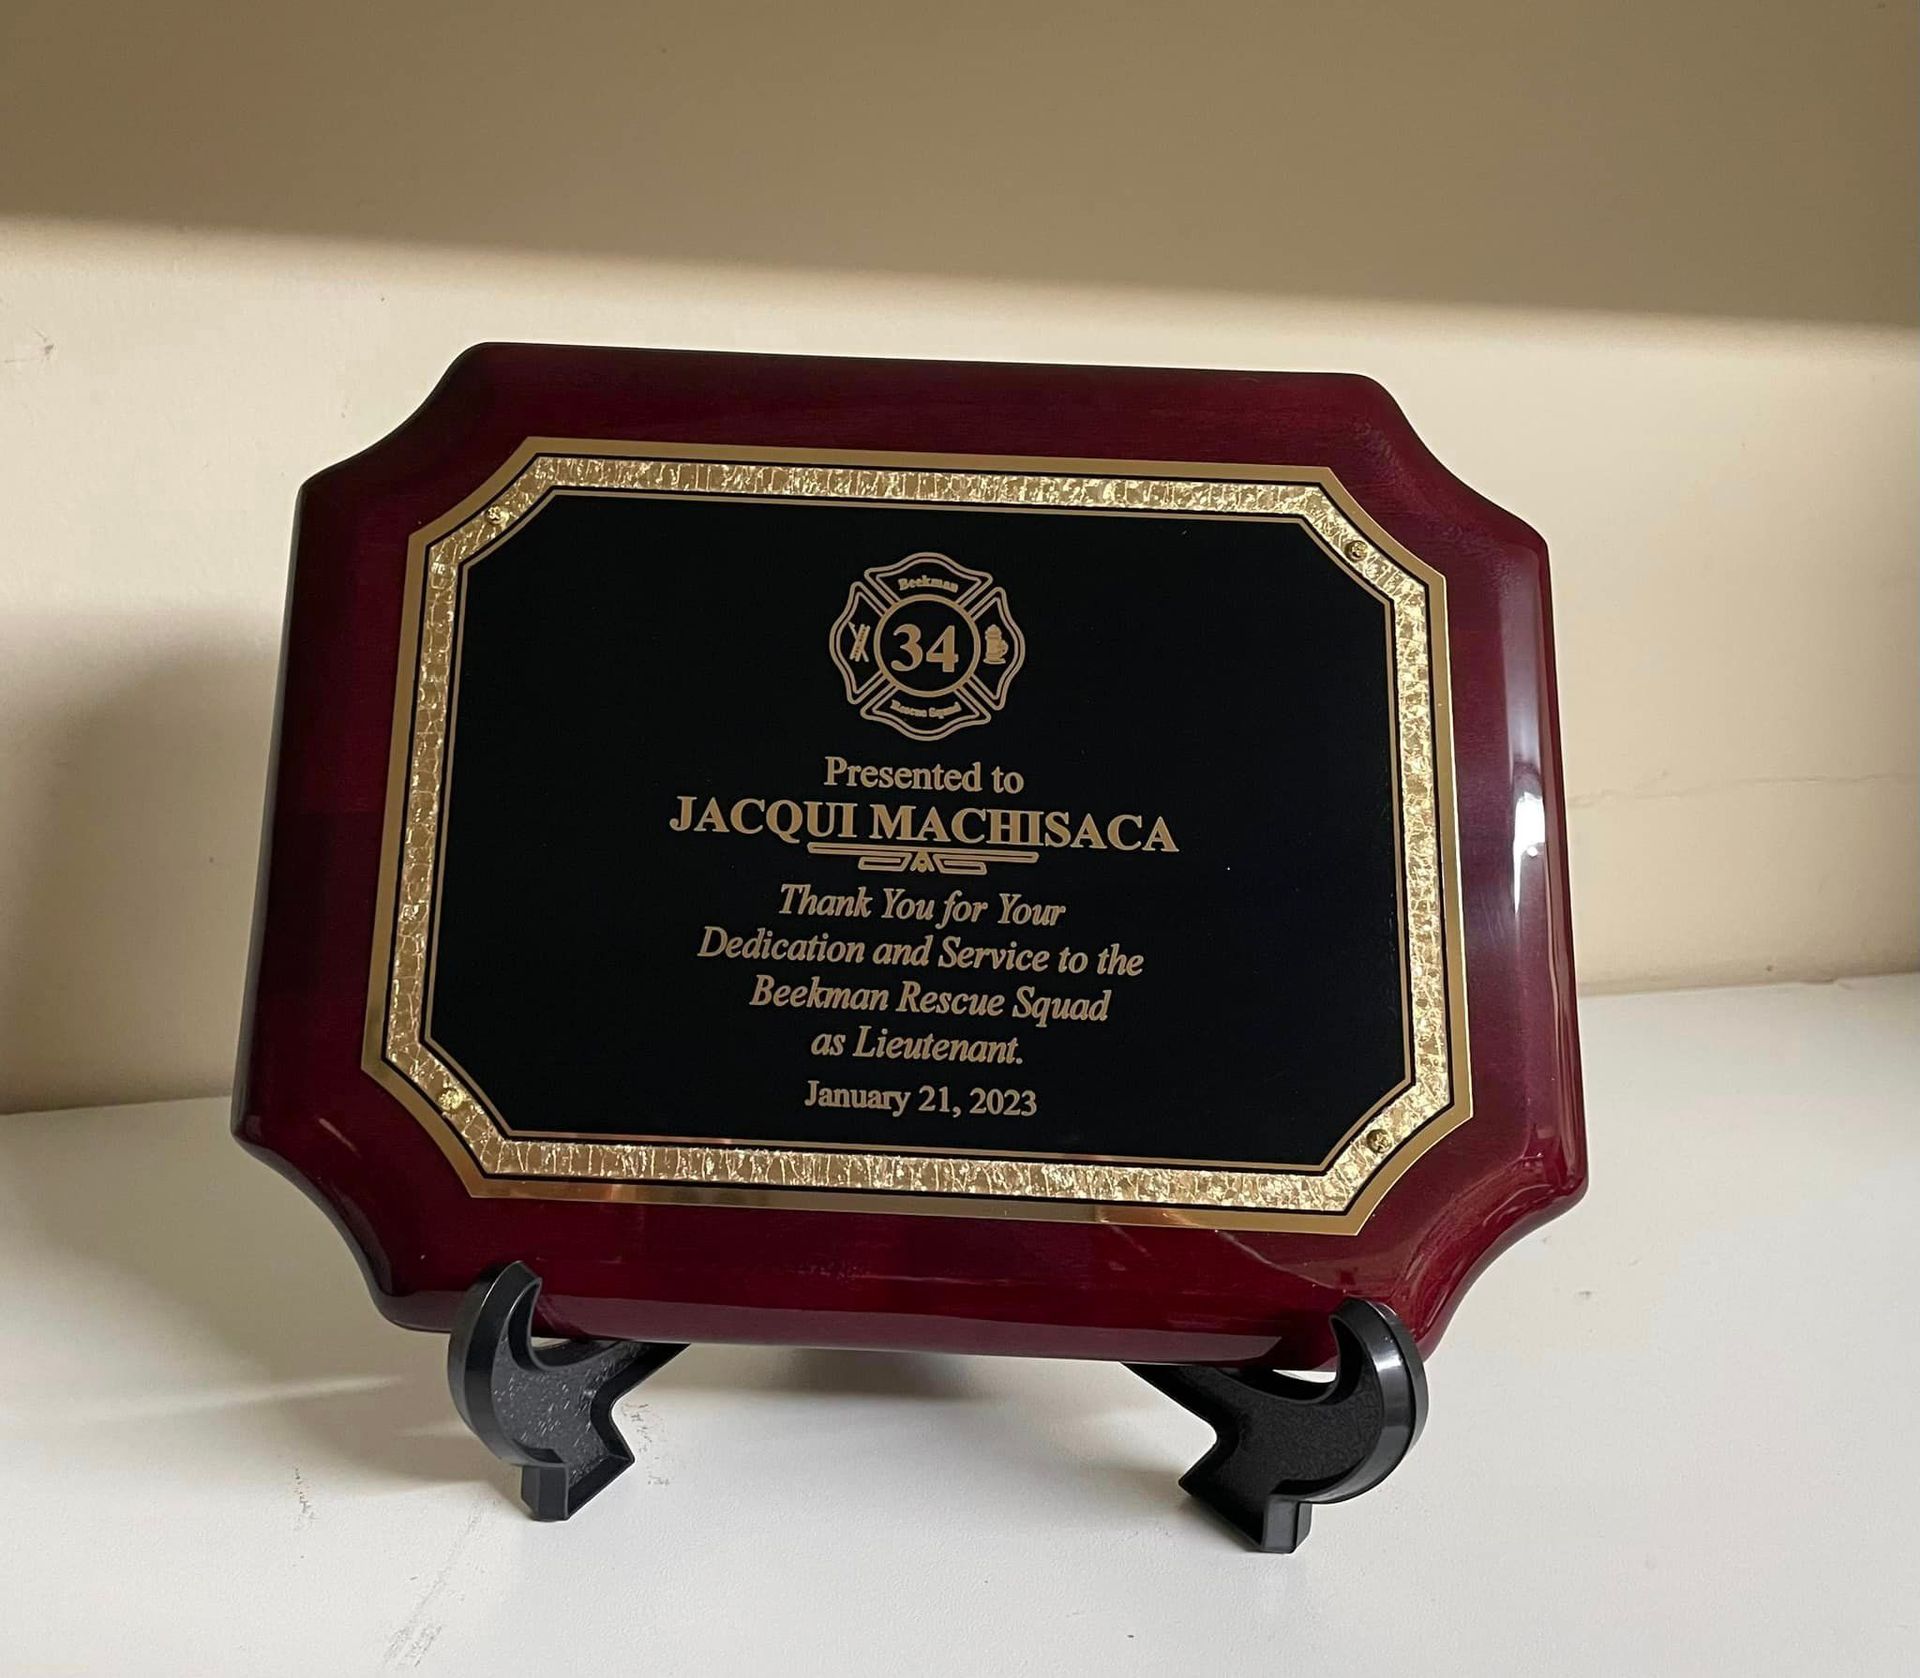 Beekman
34
Rescue Squad
Presented to
JACQUI MACHISACA
Thank You for Your
Dedication and Service to the
Beekman Rescue Squad
as Lieutenant.
January 21, 2023